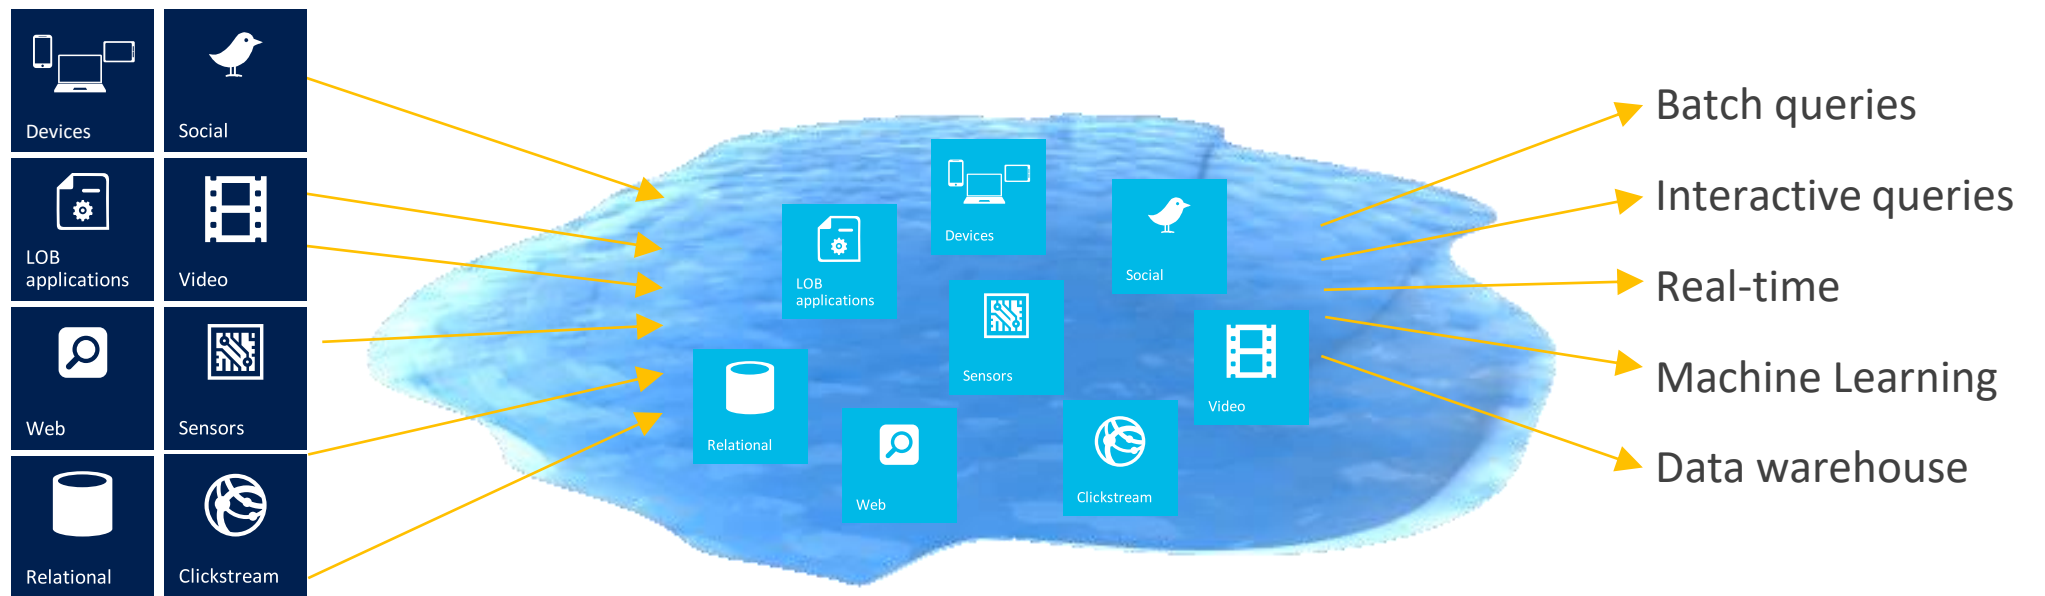 Devices
Social
LOB
applications
Video
Web
Sensors
Relational
Clickstream
Devices
Social
LOB
applications
Sensors
Video
Relational
Web
Clickstream
Batch queries
Interactive queries
Real-time
Machine Learning
Data warehouse